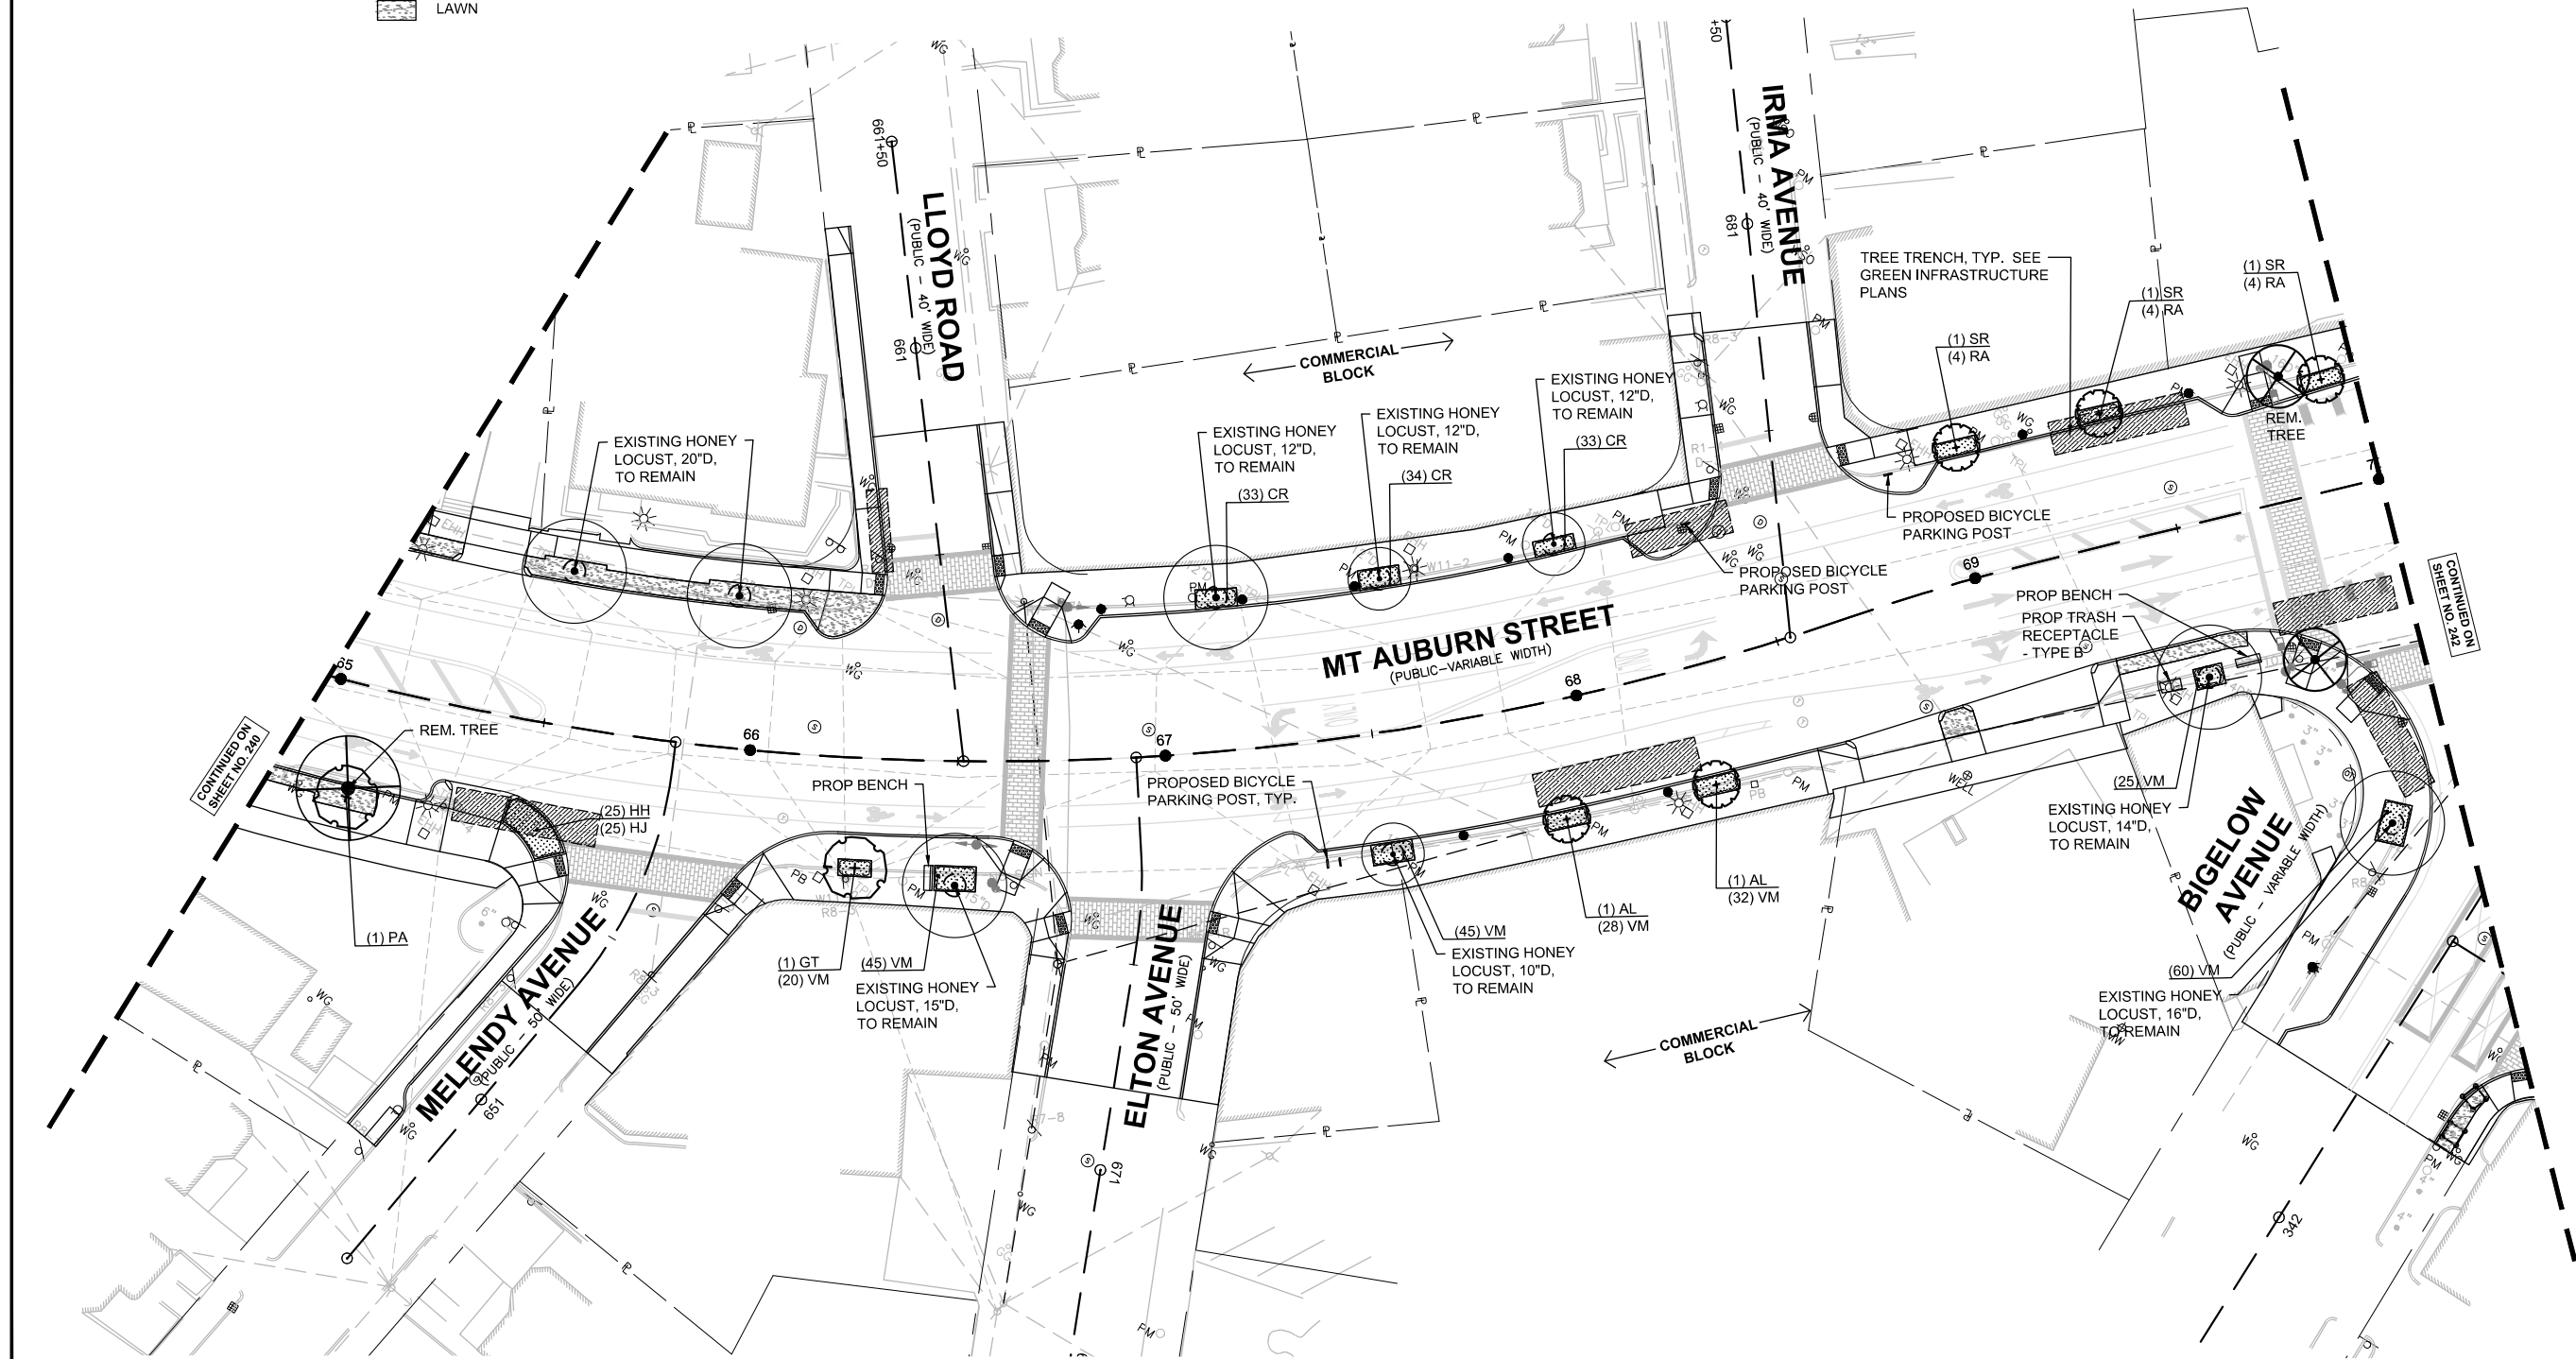 LAWN
+50
IRMA AVENUE
(PUBLIC - 40' WIDE)
681
661+50
LLOYD ROAD
(PUBLIC - 40' WIDE)
661
TREE TRENCH, TYP. SEE
GREEN INFRASTRUCTURE
PLANS
(1) SR
(4) RA
(1) SR
(4) RA
(1) SR
(4) RA
COMMERCIAL
BLOCK
EXISTING HONEY
LOCUST, 20"D,
TO REMAIN
EXISTING HONEY
LOCUST, 12"D,
TO REMAIN
(33) CR
EXISTING HONEY
LOCUST, 12"D,
TO REMAIN
(34) CR
EXISTING HONEY
LOCUST, 12"D,
TO REMAIN
(33) CR
REM.
TREE
PROPOSED BICYCLE
PARKING POST
PROPOSED BICYCLE
PARKING POST
W11-2
R8-3
MT AUBURN STREET
(PUBLIC-VARIABLE WIDTH)
65
66
67
68
69
CONTINUED ON
SHEET NO. 240
CONTINUED ON
SHEET NO. 242
REM. TREE
PROP BENCH
PROP TRASH
RECEPTACLE
- TYPE B
PROP BENCH
PROPOSED BICYCLE
PARKING POST, TYP.
(25) HH
(25) HJ
(1) PA
(1) GT
(20) VM
(45) VM
EXISTING HONEY
LOCUST, 15"D,
TO REMAIN
(45) VM
EXISTING HONEY
LOCUST, 10"D,
TO REMAIN
(1) AL
(28) VM
(1) AL
(32) VM
WELL
(25) VM
EXISTING HONEY
LOCUST, 14"D,
TO REMAIN
(60) VM
EXISTING HONEY
LOCUST, 16"D,
TO REMAIN
BIGELOW
AVENUE
(PUBLIC - VARIABLE WIDTH)
MELENDY AVENUE
(PUBLIC - 50' WIDE)
651
ELTON AVENUE
(PUBLIC - 50' WIDE)
671
COMMERCIAL
BLOCK
342